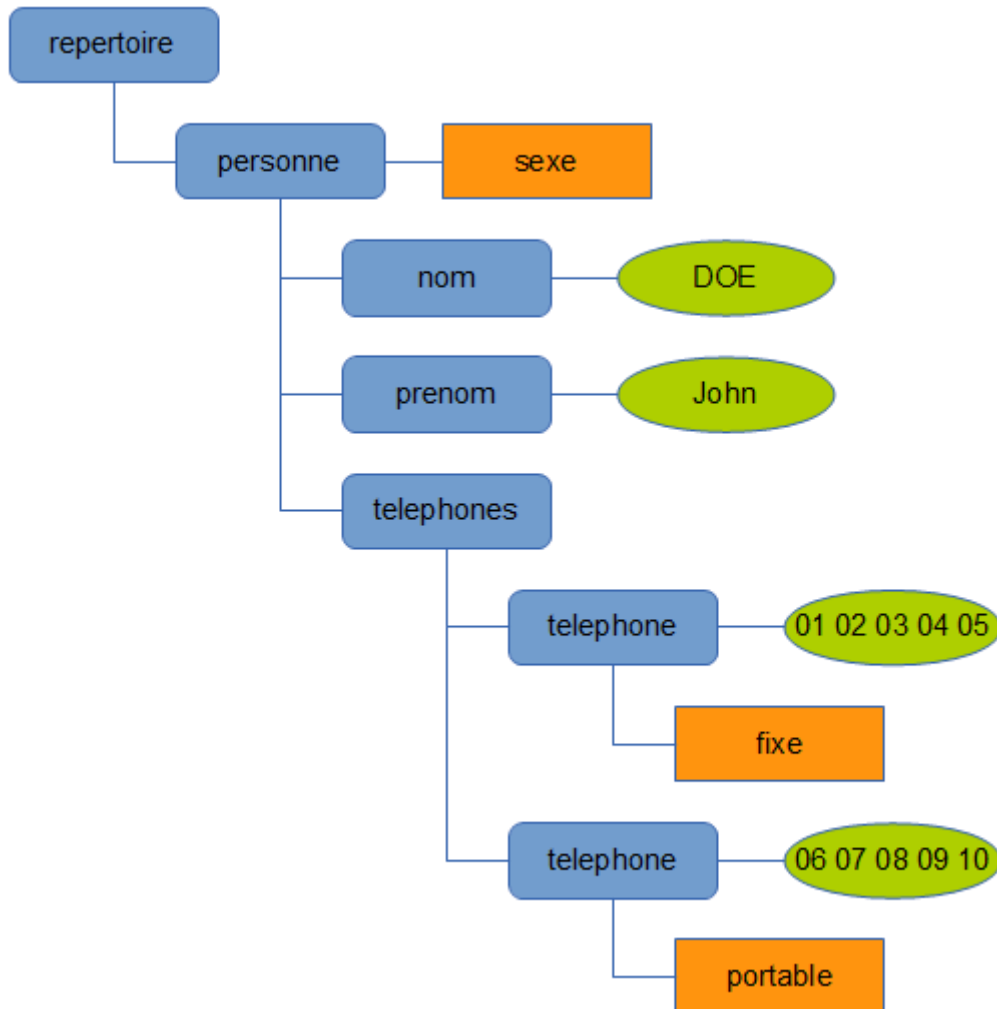 repertoire
personne
sexe
nom
DOE
prenom
John
telephones
telephone
01 02 03 04 05
fixe
telephone
06 07 08 09 10
portable